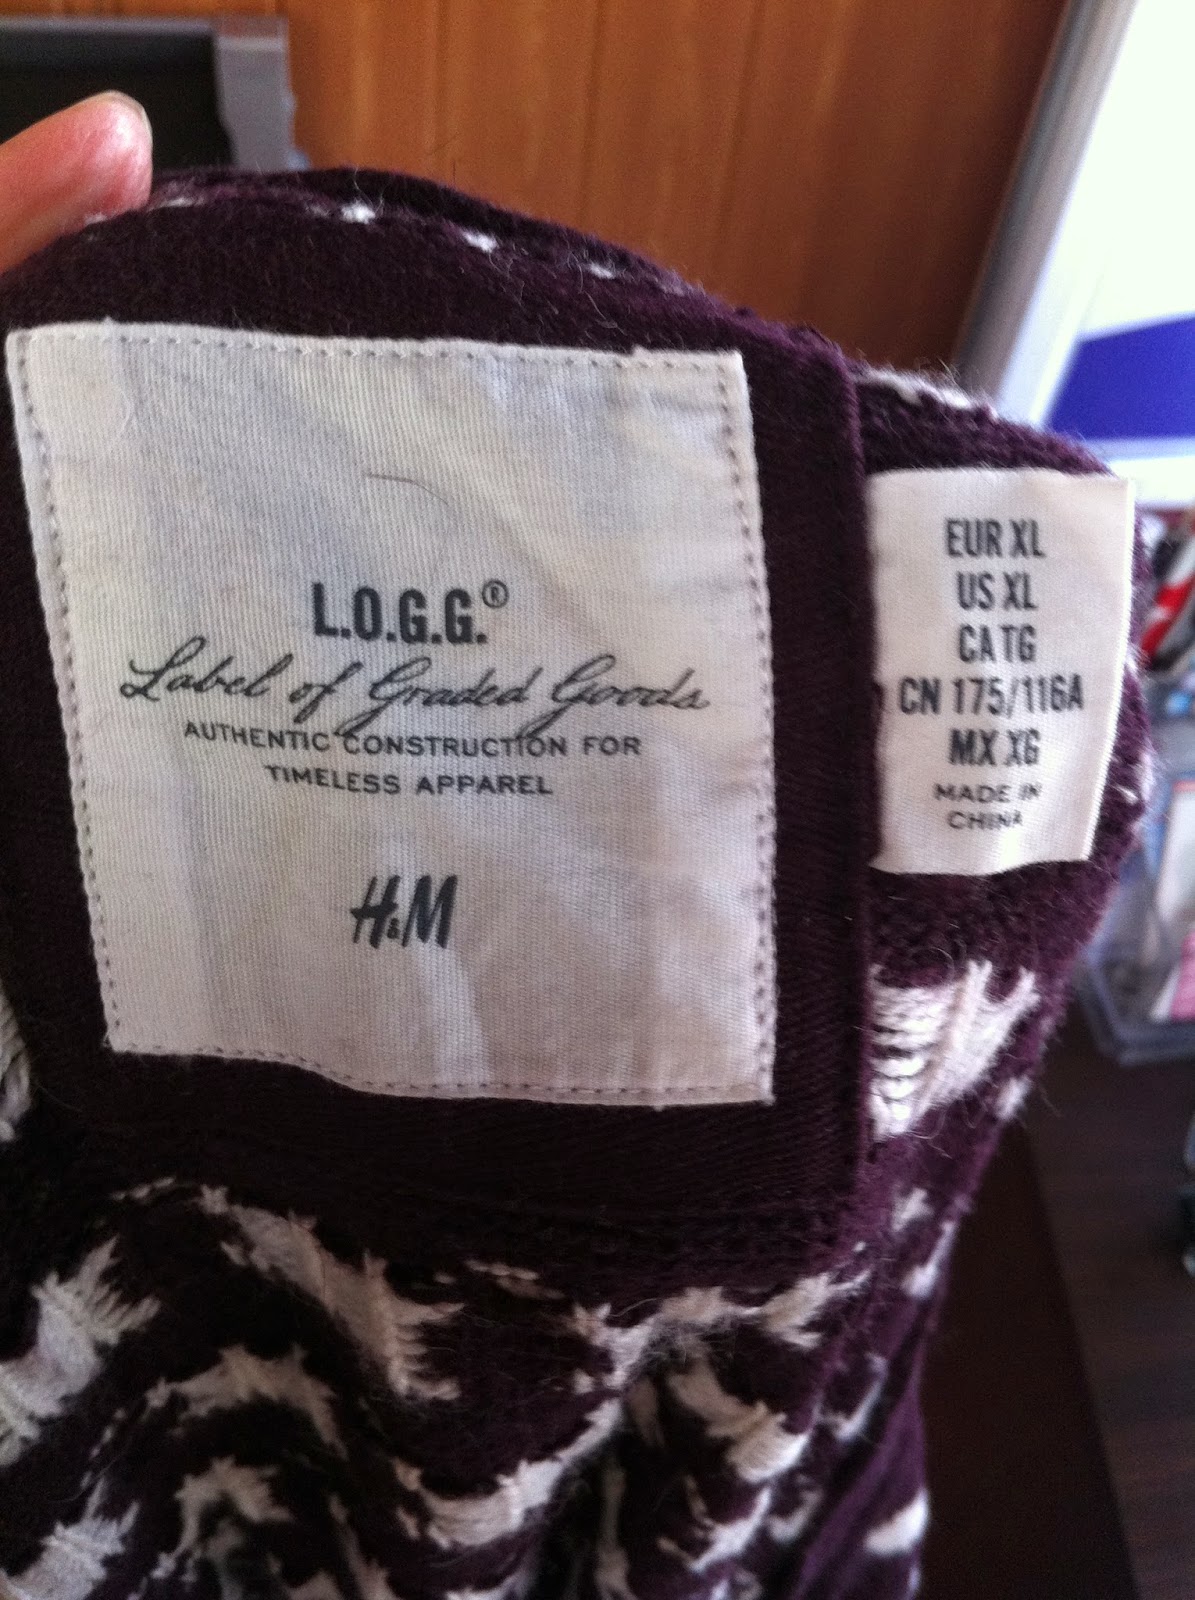 L.O.G.G.®
Label of Graded Goods
AUTHENTIC CONSTRUCTION FOR
TIMELESS APPAREL
H&M
EUR XL
US XL
CA TG
CN 175/116A
MX XG
MADE IN
CHINA